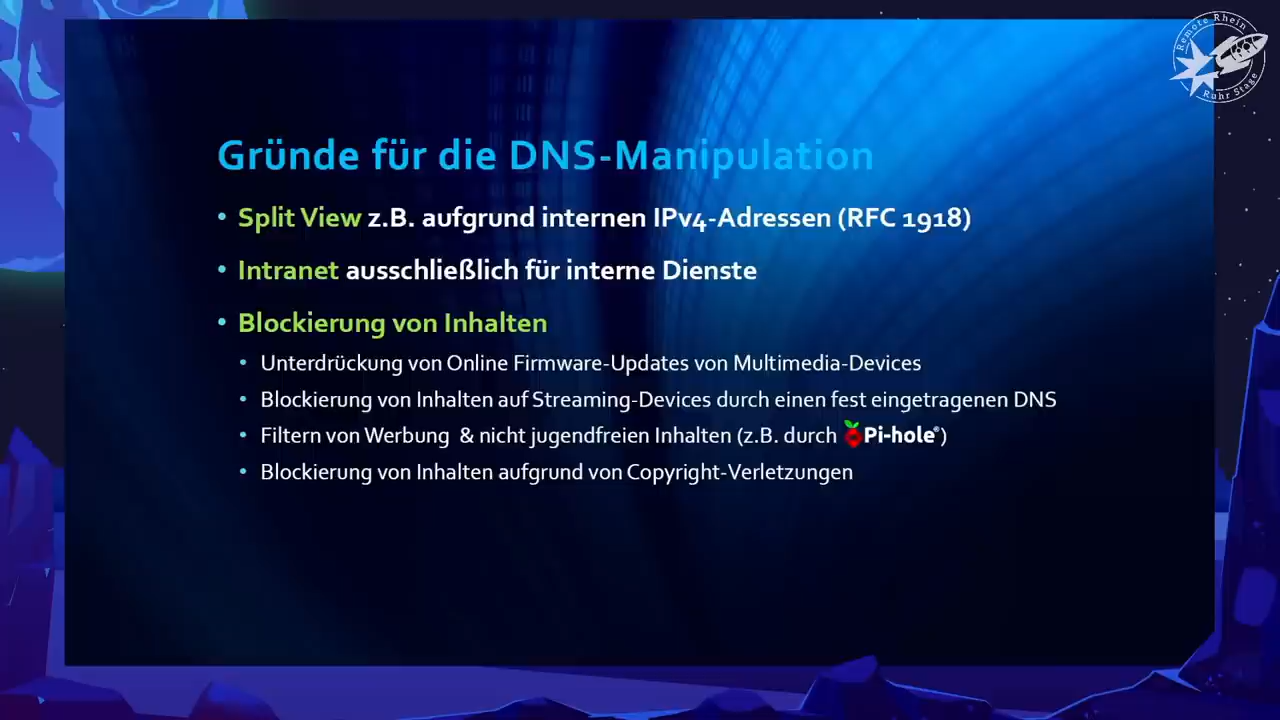 Remote Rhein
Ruhr Stage
Gründe für die DNS-Manipulation
• Split View z.B. aufgrund internen IPv4-Adressen (RFC 1918)
• Intranet ausschließlich für interne Dienste
• Blockierung von Inhalten
• Unterdrückung von Online Firmware-Updates von Multimedia-Devices
• Blockierung von Inhalten auf Streaming-Devices durch einen fest eingetragenen DNS
• Filtern von Werbung & nicht jugendfreien Inhalten (z.B. durch Pi-hole®)
• Blockierung von Inhalten aufgrund von Copyright-Verletzungen